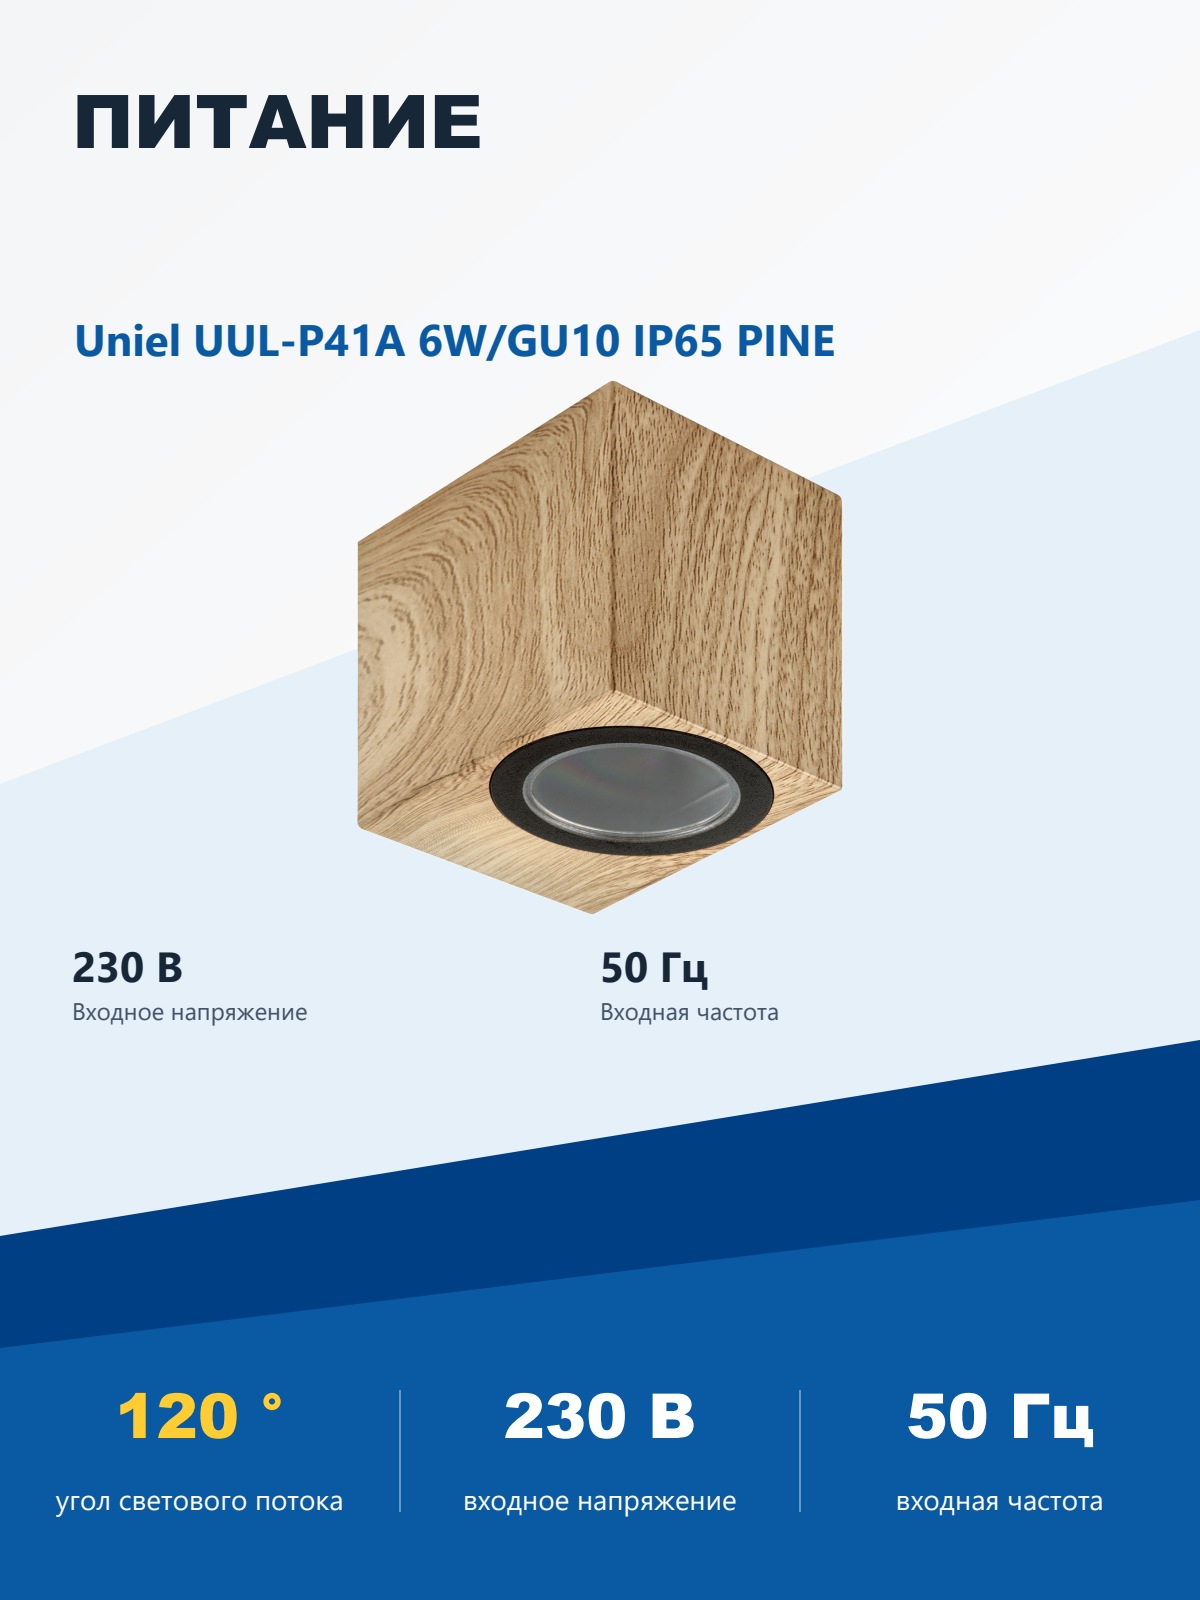 ПИТАНИЕ
Uniel UUL-P41A 6W/GU10 IP65 PINE
230 В
Входное напряжение
50 Гц
Входная частота
120 °
угол светового потока
230 В
входное напряжение
50 Гц
входная частота